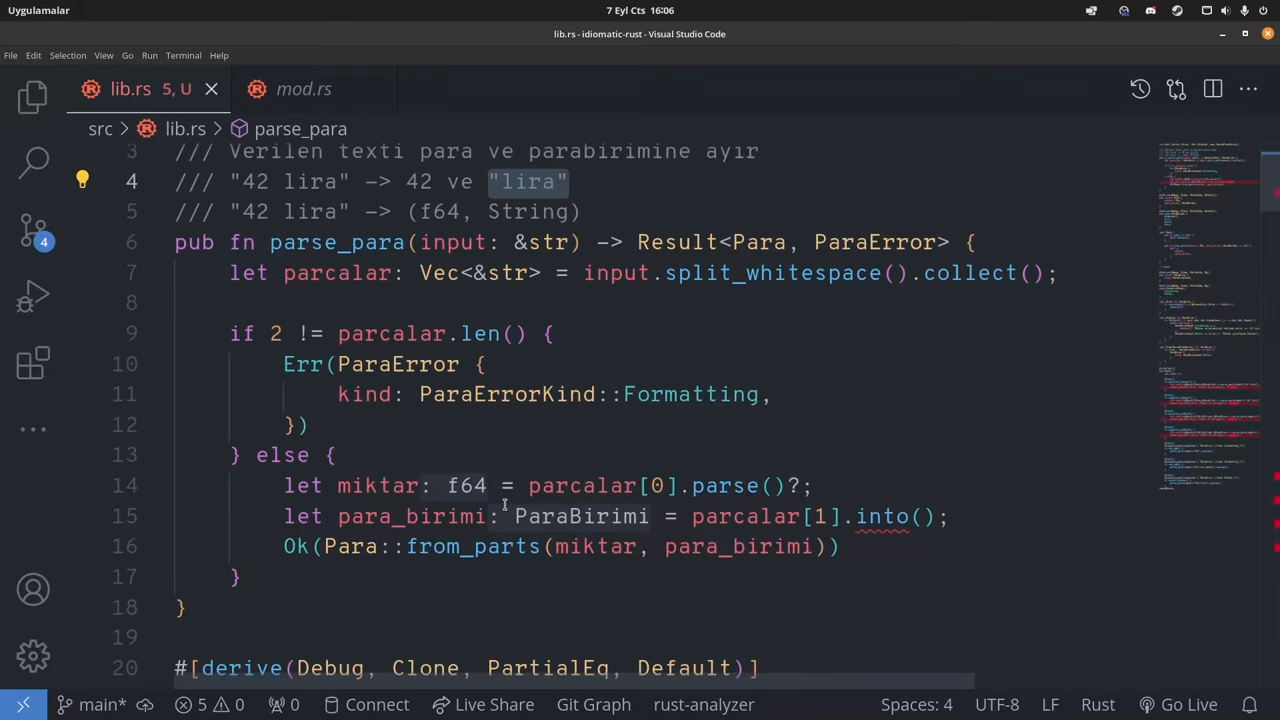 Uygulamalar
7 Eyl Cts 16:06
lib.rs - idiomatic-rust - Visual Studio Code
File Edit Selection View Go Run Terminal Help
lib.rs 5, U
mod.rs
src > lib.rs > parse_para
3 /// Verilen texti para ve parabirimine ayır
4 /// "42 lira" -> 42 ve "lira"
5 /// "42 lira" -> (f64, String)
6 pub fn parse_para(input: &str) -> Result<Para, ParaError> {
7 let parcalar: Vec<&str> = input.split_whitespace().collect();
8
9 if 2 != parcalar.len() {
10 Err(ParaError {
11 kind: ParaErrorKind::Formatting,
12 })
13 } else {
14 let miktar: f64 = parcalar[0].parse()?;
15 let para_birimi: ParaBirimi = parcalar[1].into();
16 Ok(Para::from_parts(miktar, para_birimi))
17 }
18 }
19
20 #[derive(Debug, Clone, PartialEq, Default)]
4
main* 5 0 0 Connect Live Share Git Graph rust-analyzer Spaces: 4 UTF-8 LF Rust Go Live